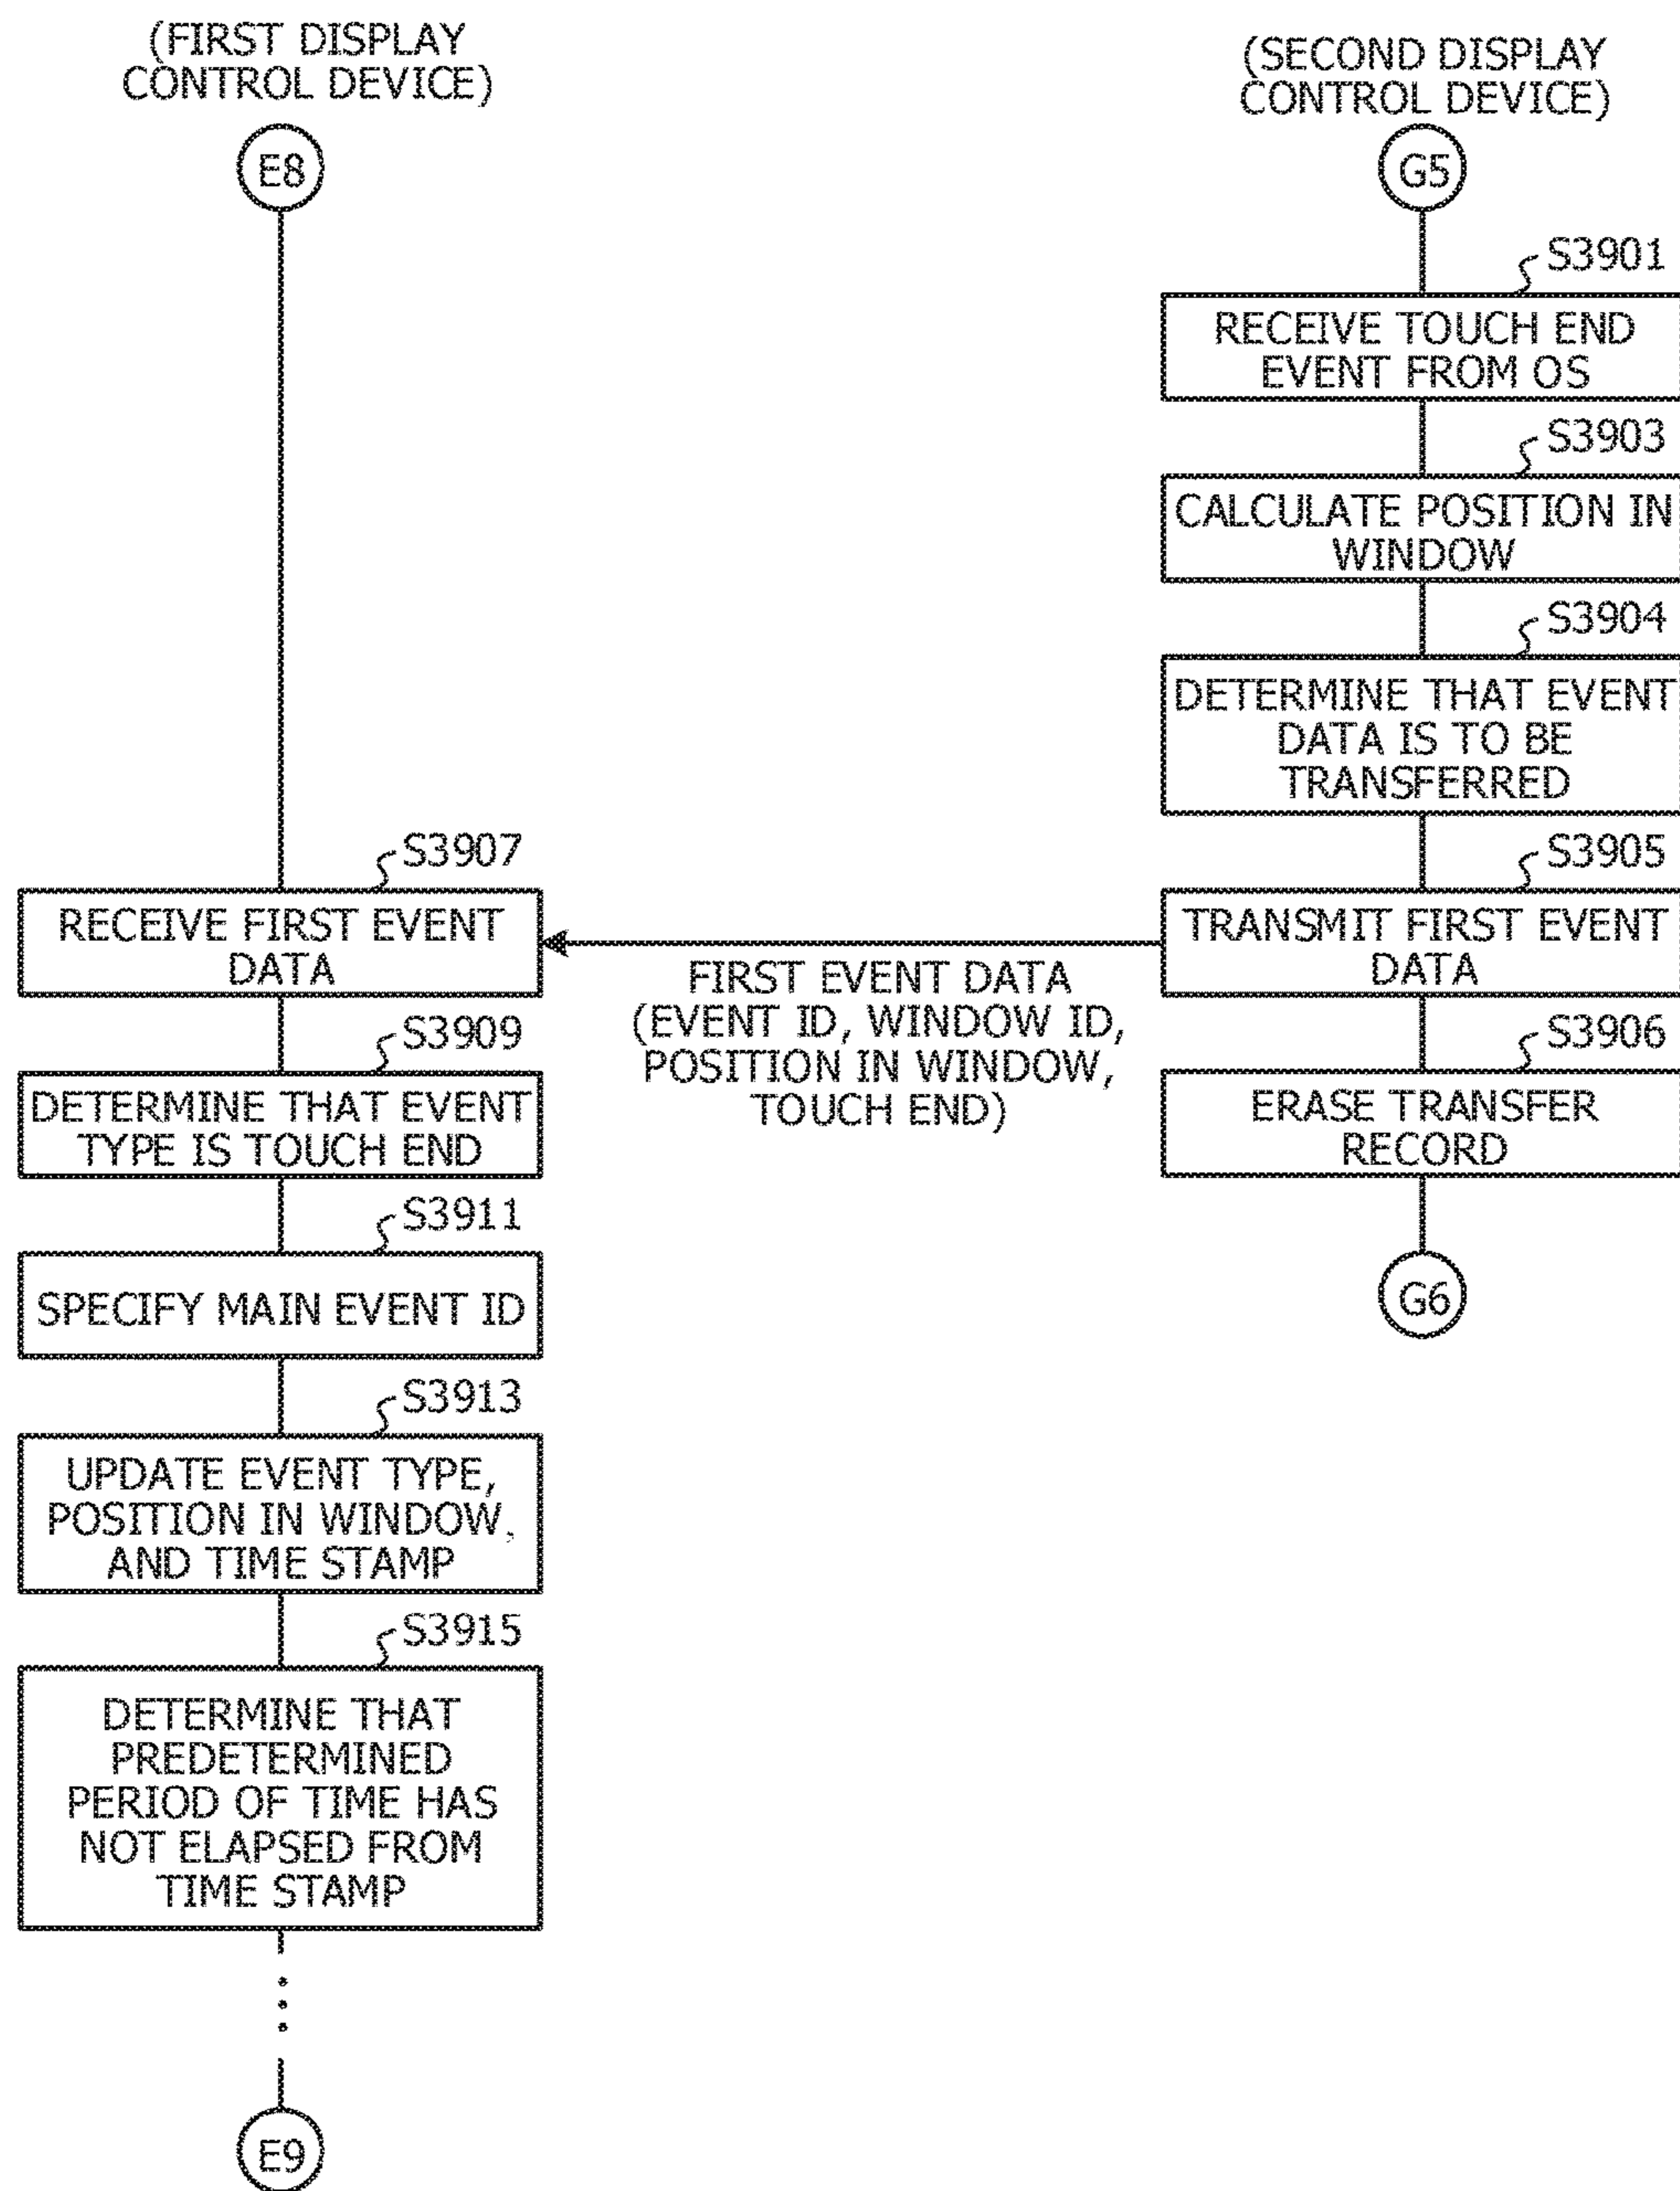 (FIRST DISPLAY
CONTROL DEVICE)
E8
(SECOND DISPLAY
CONTROL DEVICE)
G5
S3901
RECEIVE TOUCH END
EVENT FROM OS
S3903
CALCULATE POSITION IN
WINDOW
S3904
DETERMINE THAT EVENT
DATA IS TO BE
TRANSFERRED
S3905
TRANSMIT FIRST EVENT
DATA
FIRST EVENT DATA
(EVENT ID, WINDOW ID,
POSITION IN WINDOW,
TOUCH END)
S3906
ERASE TRANSFER
RECORD
G6
S3907
RECEIVE FIRST EVENT
DATA
S3909
DETERMINE THAT EVENT
TYPE IS TOUCH END
S3911
SPECIFY MAIN EVENT ID
S3913
UPDATE EVENT TYPE,
POSITION IN WINDOW,
AND TIME STAMP
S3915
DETERMINE THAT
PREDETERMINED
PERIOD OF TIME HAS
NOT ELAPSED FROM
TIME STAMP
E9